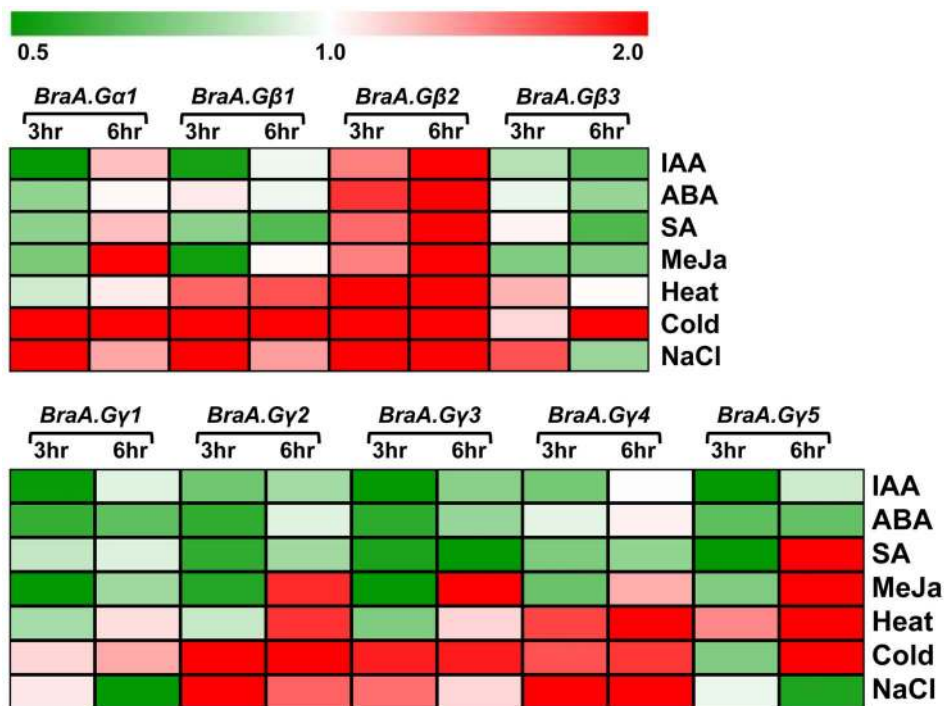 0.5 1.0 2.0
BraA.Gα1 BraA.Gβ1 BraA.Gβ2 BraA.Gβ3
3hr 6hr 3hr 6hr 3hr 6hr 3hr 6hr
IAA
ABA
SA
MeJa
Heat
Cold
NaCl
BraA.Gγ1 BraA.Gγ2 BraA.Gγ3 BraA.Gγ4 BraA.Gγ5
3hr 6hr 3hr 6hr 3hr 6hr 3hr 6hr 3hr 6hr
IAA
ABA
SA
MeJa
Heat
Cold
NaCl